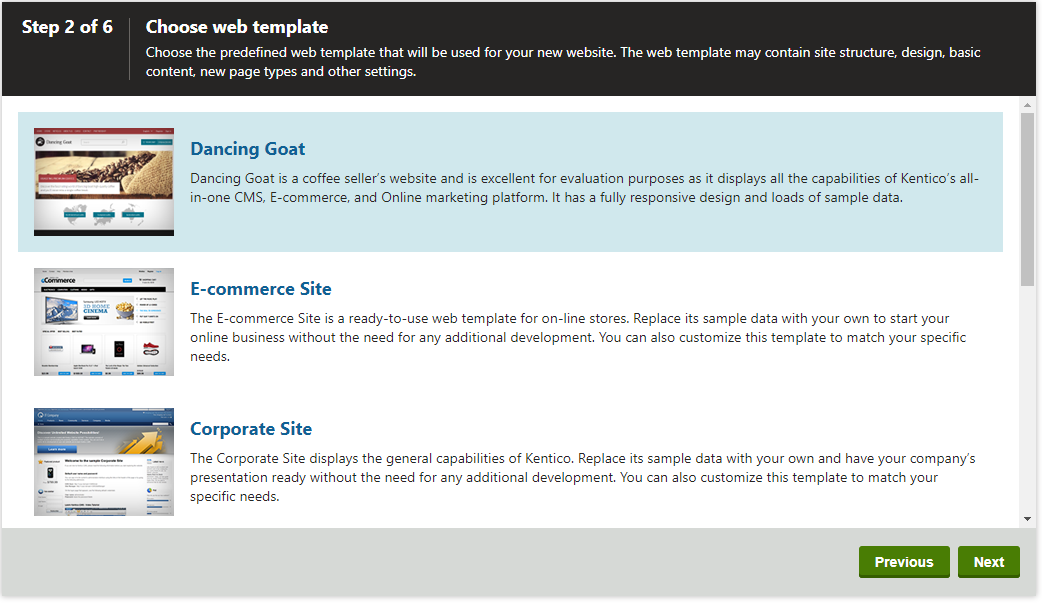 Step 2 of 6
Choose web template
Choose the predefined web template that will be used for your new website. The web template may contain site structure, design, basic
content, new page types and other settings.
Dancing Goat
Dancing Goat
Dancing Goat is a coffee seller’s website and is excellent for evaluation purposes as it displays all the capabilities of Kentico’s all-
in-one CMS, E-commerce, and Online marketing platform. It has a fully responsive design and loads of sample data.
eCommerce
3D HOME
CINEMA
E-commerce Site
The E-commerce Site is a ready-to-use web template for on-line stores. Replace its sample data with your own to start your
online business without the need for any additional development. You can also customize this template to match your specific
needs.
Corporate Site
The Corporate Site displays the general capabilities of Kentico. Replace its sample data with your own and have your company’s
presentation ready without the need for any additional development. You can also customize this template to match your
specific needs.
Previous
Next